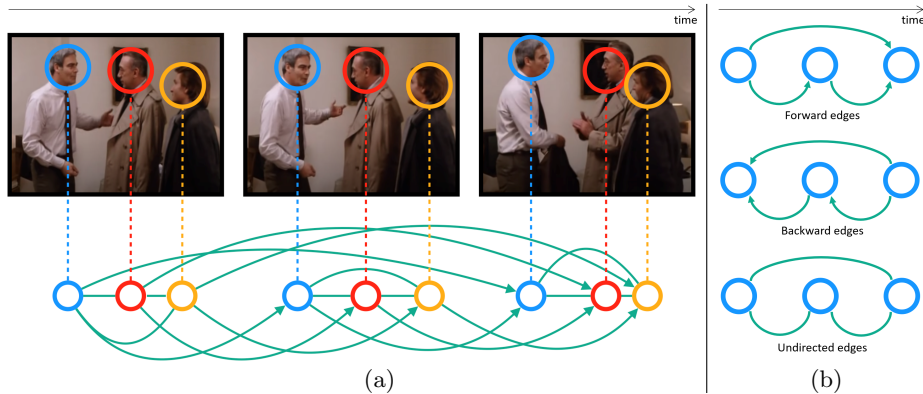 time
time
Forward edges
Backward edges
Undirected edges
(a)
(b)